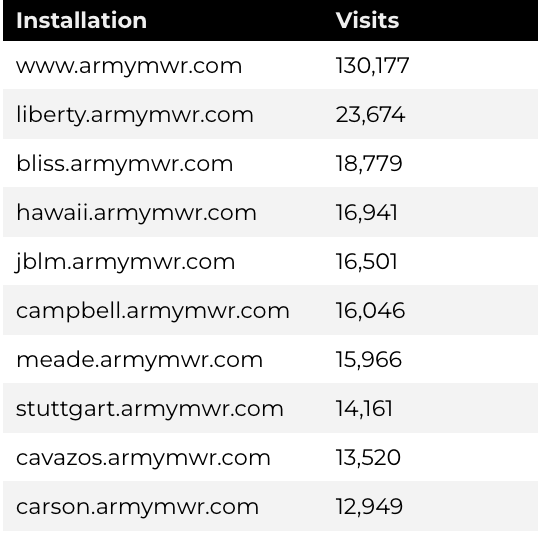 Installation Visits
www.armymwr.com 130,177
liberty.armymwr.com 23,674
bliss.armymwr.com 18,779
hawaii.armymwr.com 16,941
jblm.armymwr.com 16,501
campbell.armymwr.com 16,046
meade.armymwr.com 15,966
stuttgart.armymwr.com 14,161
cavazos.armymwr.com 13,520
carson.armymwr.com 12,949